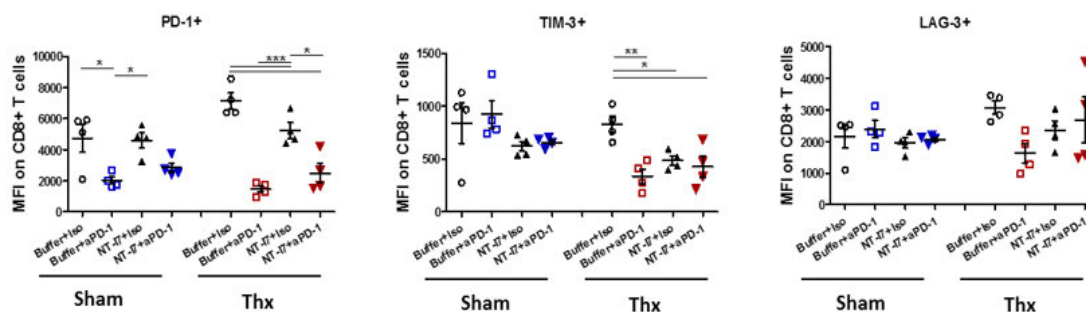 PD-1+
MFI on CD8+ T cells
10000
8000
6000
4000
2000
0
* * *** *
Buffer+Iso
Buffer+aPD-1
NT-I7+Iso
NT-I7+aPD-1
Buffer+Iso
Buffer+aPD-1
NT-I7+Iso
NT-I7+aPD-1
Sham Thx
TIM-3+
MFI on CD8+ T cells
1500
1000
500
0
**
*
Buffer+Iso
Buffer+aPD-1
NT-I7+Iso
NT-I7+aPD-1
Buffer+Iso
Buffer+aPD-1
NT-I7+Iso
NT-I7+aPD-1
Sham Thx
LAG-3+
MFI on CD8+ T cells
5000
4000
3000
2000
1000
0
Buffer+Iso
Buffer+aPD-1
NT-I7+Iso
NT-I7+aPD-1
Buffer+Iso
Buffer+aPD-1
NT-I7+Iso
NT-I7+aPD-1
Sham Thx